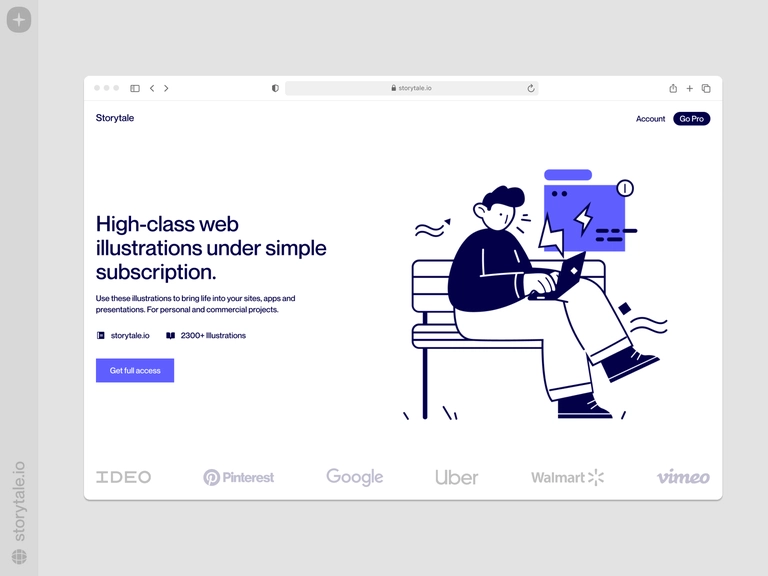 storytale.io
Storytale
Account
Go Pro
High-class web
illustrations under simple
subscription.
Use these illustrations to bring life into your sites, apps and
presentations. For personal and commercial projects.
storytale.io
2300+ Illustrations
Get full access
IDEO
Pinterest
Google
Uber
Walmart
vimeo
storytale.io